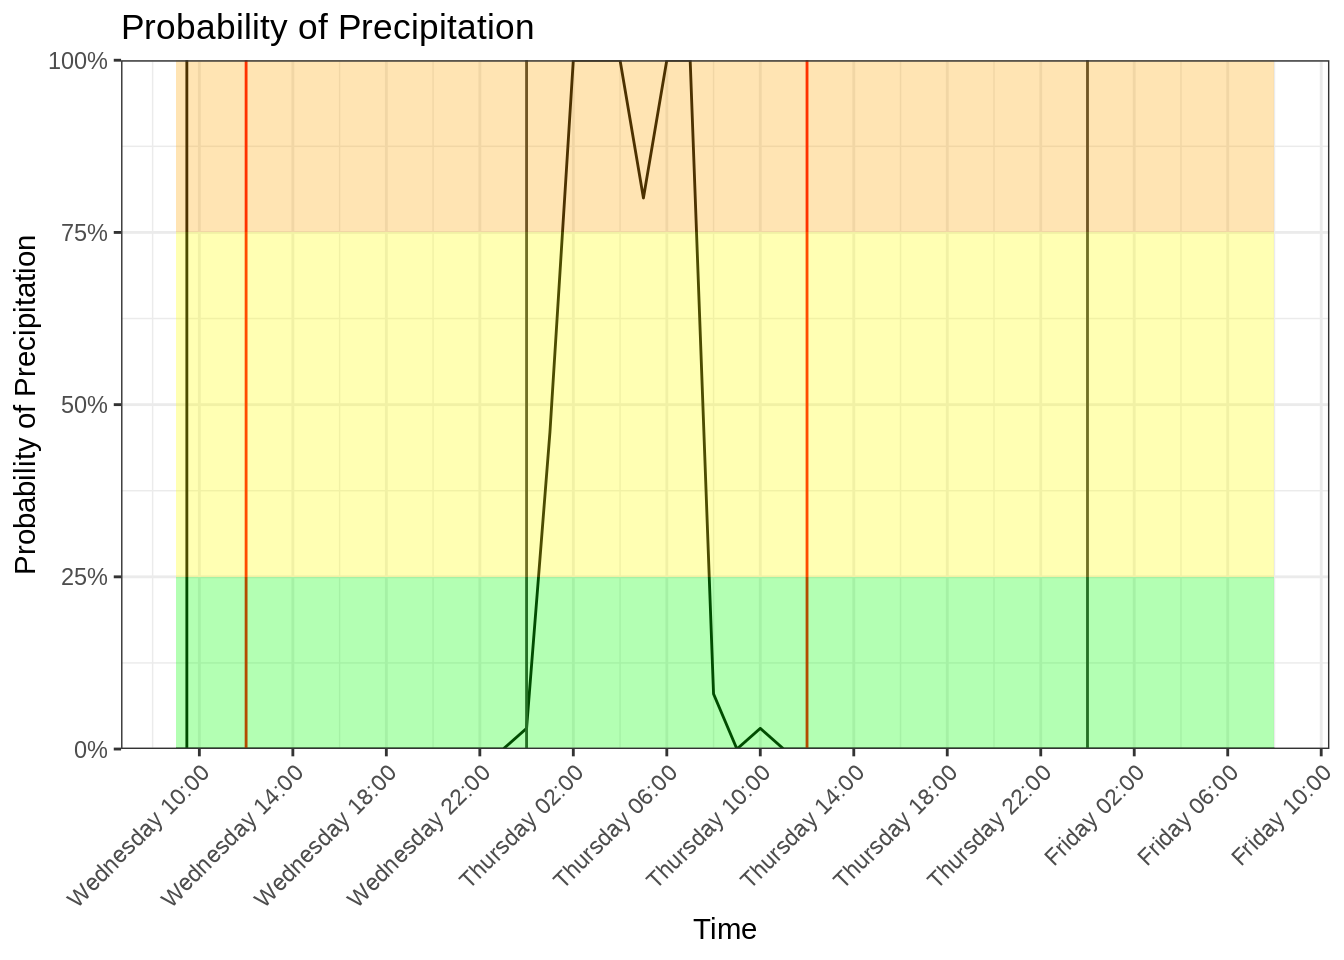 Probability of Precipitation
Probability of Precipitation
100%
75%
50%
25%
0%
Wednesday 10:00
Wednesday 14:00
Wednesday 18:00
Wednesday 22:00
Thursday 02:00
Thursday 06:00
Thursday 10:00
Thursday 14:00
Thursday 18:00
Thursday 22:00
Friday 02:00
Friday 06:00
Friday 10:00
Time